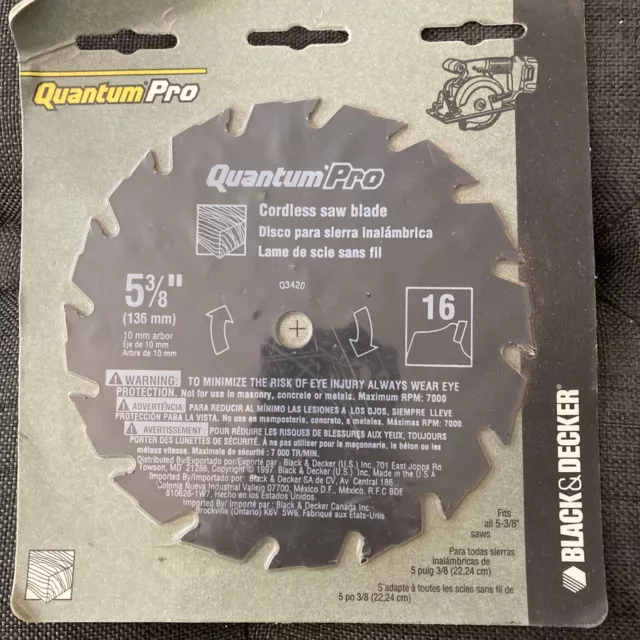 Quantum Pro
Quantum Pro
Cordless saw blade
Disco para sierra inalámbrica
Lame de scie sans fil
Q3420
5 3/8"
(136 mm)
10 mm arbor
Eje de 10 mm
Arbre de 10 mm
16
WARNING: TO MINIMIZE THE RISK OF EYE INJURY ALWAYS WEAR EYE
PROTECTION. Not for use in masonry, concrete or metals. Maximum RPM: 7000
ADVERTENCIA PARA REDUCIR AL MÍNIMO LAS LESIONES A LOS OJOS, SIEMPRE LLEVE
PROTECCIÓN PARA LA VISTA. No se usa en mamposteria, concreto, e metales. Máximas RPM: 7000
AVERTISSEMENT POUR RÉDUIRE LES RISQUES DE BLESSURES AUX YEUX, TOUJOURS
PORTER DES LUNETTES DE SÉCURITÉ. À ne pas utiliser pour la maçonnerie, le béton ou les
métaux vitesse. Maximale de sécurité: = 7 000 TR/MIN.
Distributed By/Exportado por/Exporté par : Black & Decker (U.S.) Inc., 701 East Joppa Ro
Towson, MD 21286, Copyright © 1997 Black & Decker (U.S.) Inc. Made in the U S A
Imported By/Importado por: Black & Decker SA de CV, Av Central 186,
Colonia Nueva Industrial Vallejo 07700, México D.F., México, R.F.C BDE
810626-1W7, Hecho en los Estados Unidos.
Imported By / Importé par : Black & Decker Canada Inc.
Brockville (Ontario) K6V 5W6, Fabriqué aux États-Unis
BLACK & DECKER
Fits
all 5-3/8"
saws
Para todas sierras
inalámbricas de
5 pulg 3/8 (22,24 cm)
S'adapte à toutes les scies sans fil de
5 po 3/8 (22,24 cm)